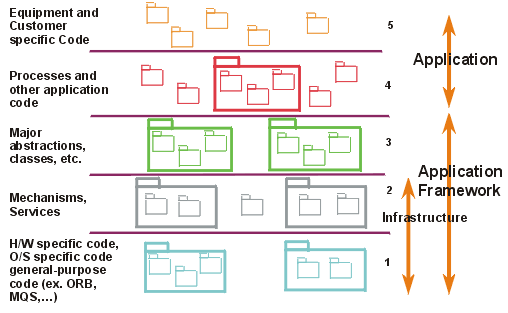 Equipment and
Customer
specific Code
5
Application
Processes and
other application
code
4
Major
abstractions,
classes, etc.
3
Application
Framework
Mechanisms,
Services
2
Infrastructure
H/W specific code,
O/S specific code
general-purpose
code (ex. ORB,
MQS,...)
1